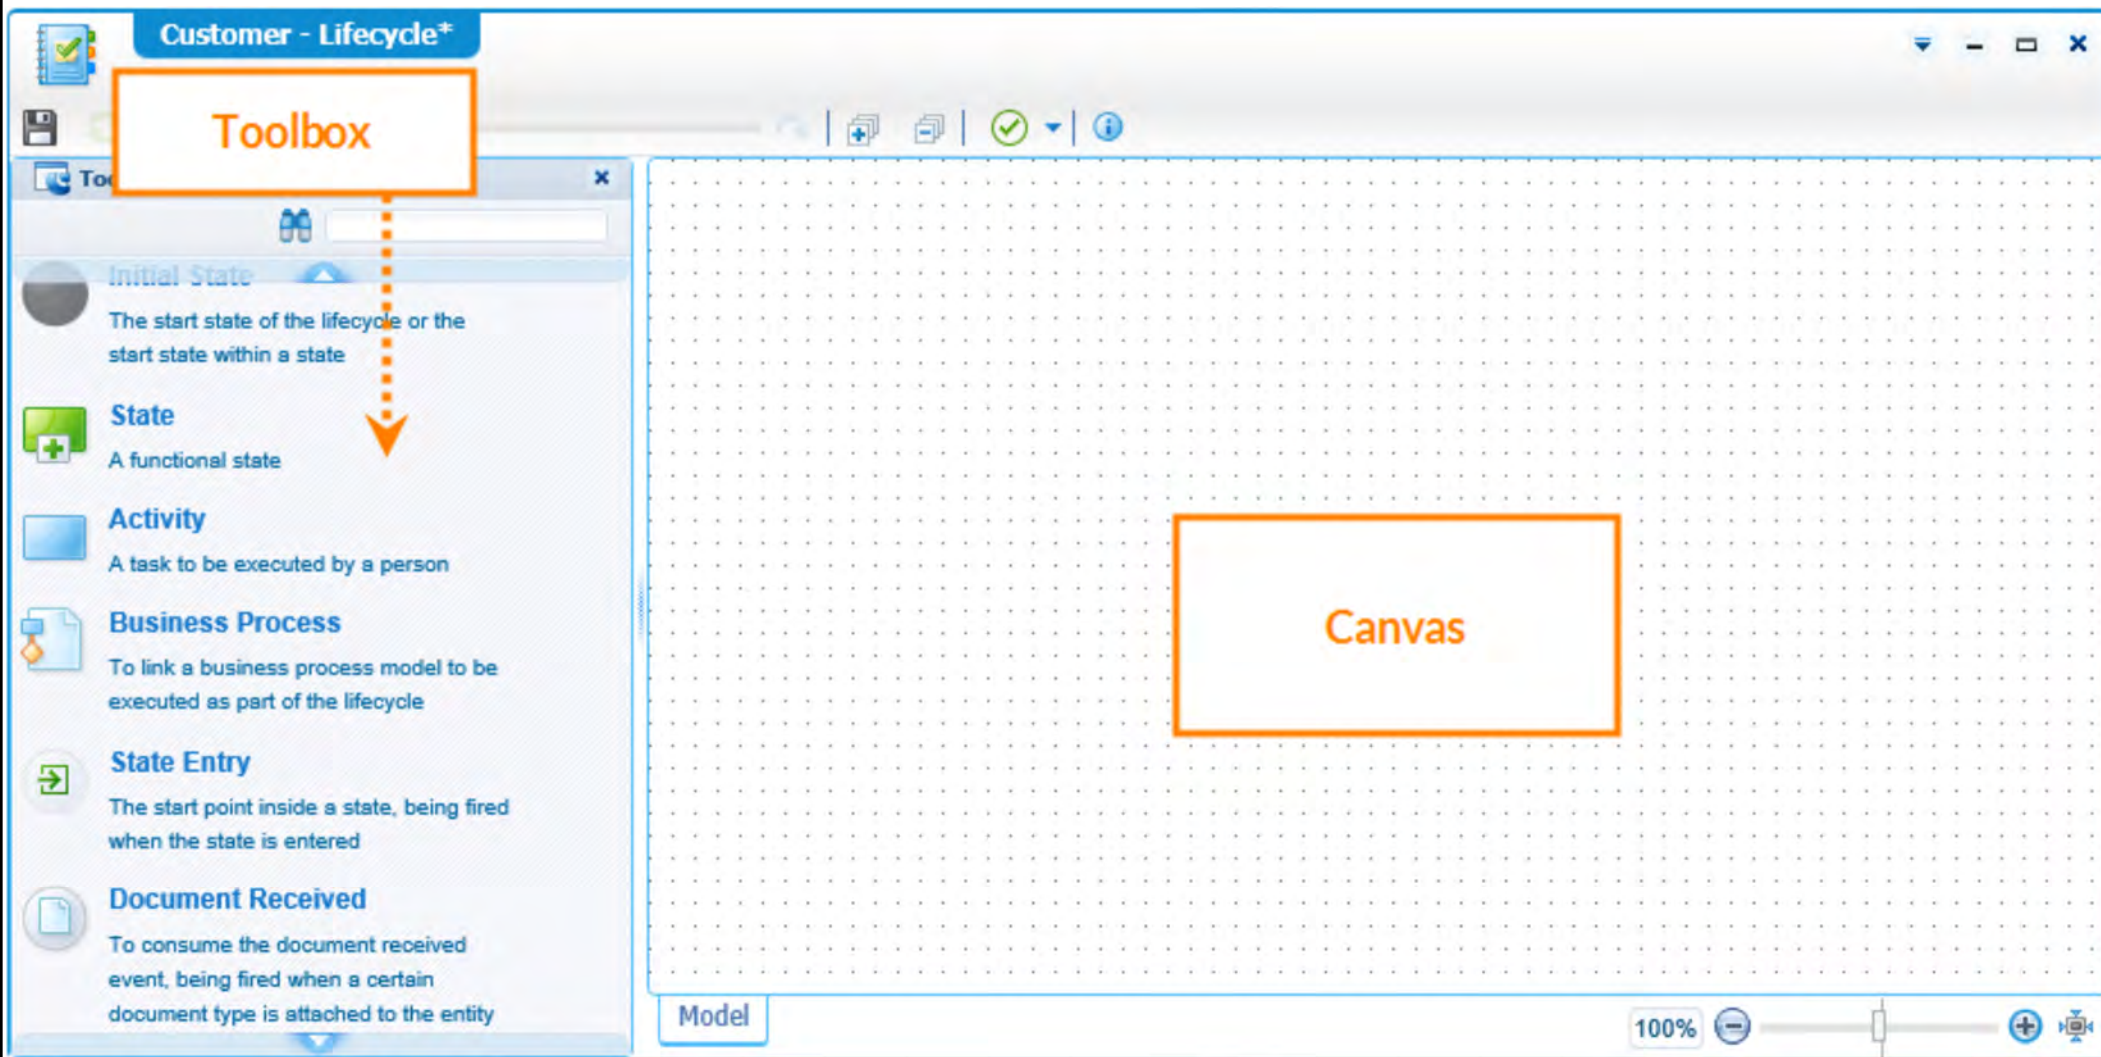 Customer - Lifecycle*
Toolbox
Too
Initial State
The start state of the lifecycle or the
start state within a state
State
A functional state
Activity
A task to be executed by a person
Business Process
To link a business process model to be
executed as part of the lifecycle
State Entry
The start point inside a state, being fired
when the state is entered
Document Received
To consume the document received
event, being fired when a certain
document type is attached to the entity
Canvas
Model
100%